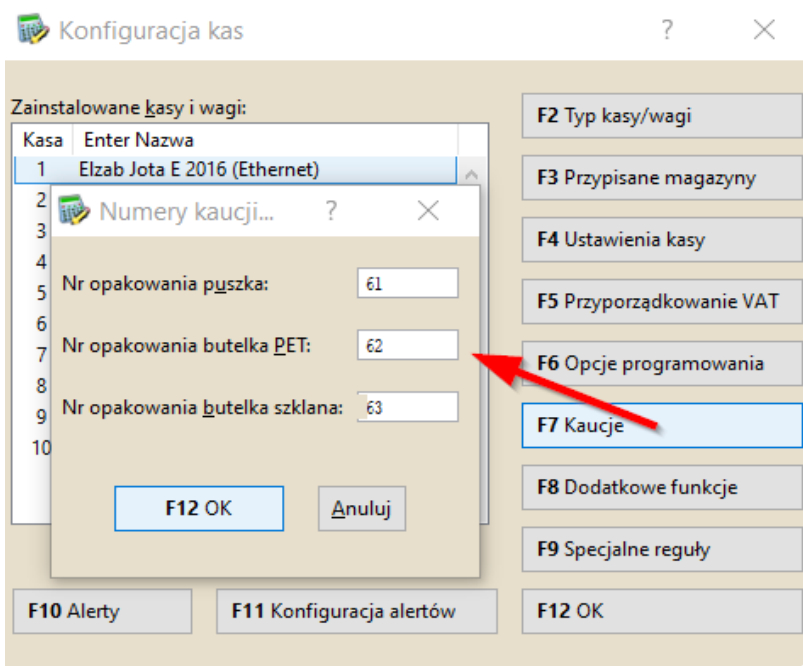 Konfiguracja kas
Zainstalowane kasy i wagi:
Kasa Enter Nazwa
1 Elzab Jota E 2016 (Ethernet)
2
3
4
5
6
7
8
9
10
Numery kaucji...
Nr opakowania puszka: 61
Nr opakowania butelka PET: 62
Nr opakowania butelka szklana: 63
F12 OK
Anuluj
F2 Typ kasy/wagi
F3 Przypisane magazyny
F4 Ustawienia kasy
F5 Przyporządkowanie VAT
F6 Opcje programowania
F7 Kaucje
F8 Dodatkowe funkcje
F9 Specjalne reguły
F10 Alerty
F11 Konfiguracja alertów
F12 OK